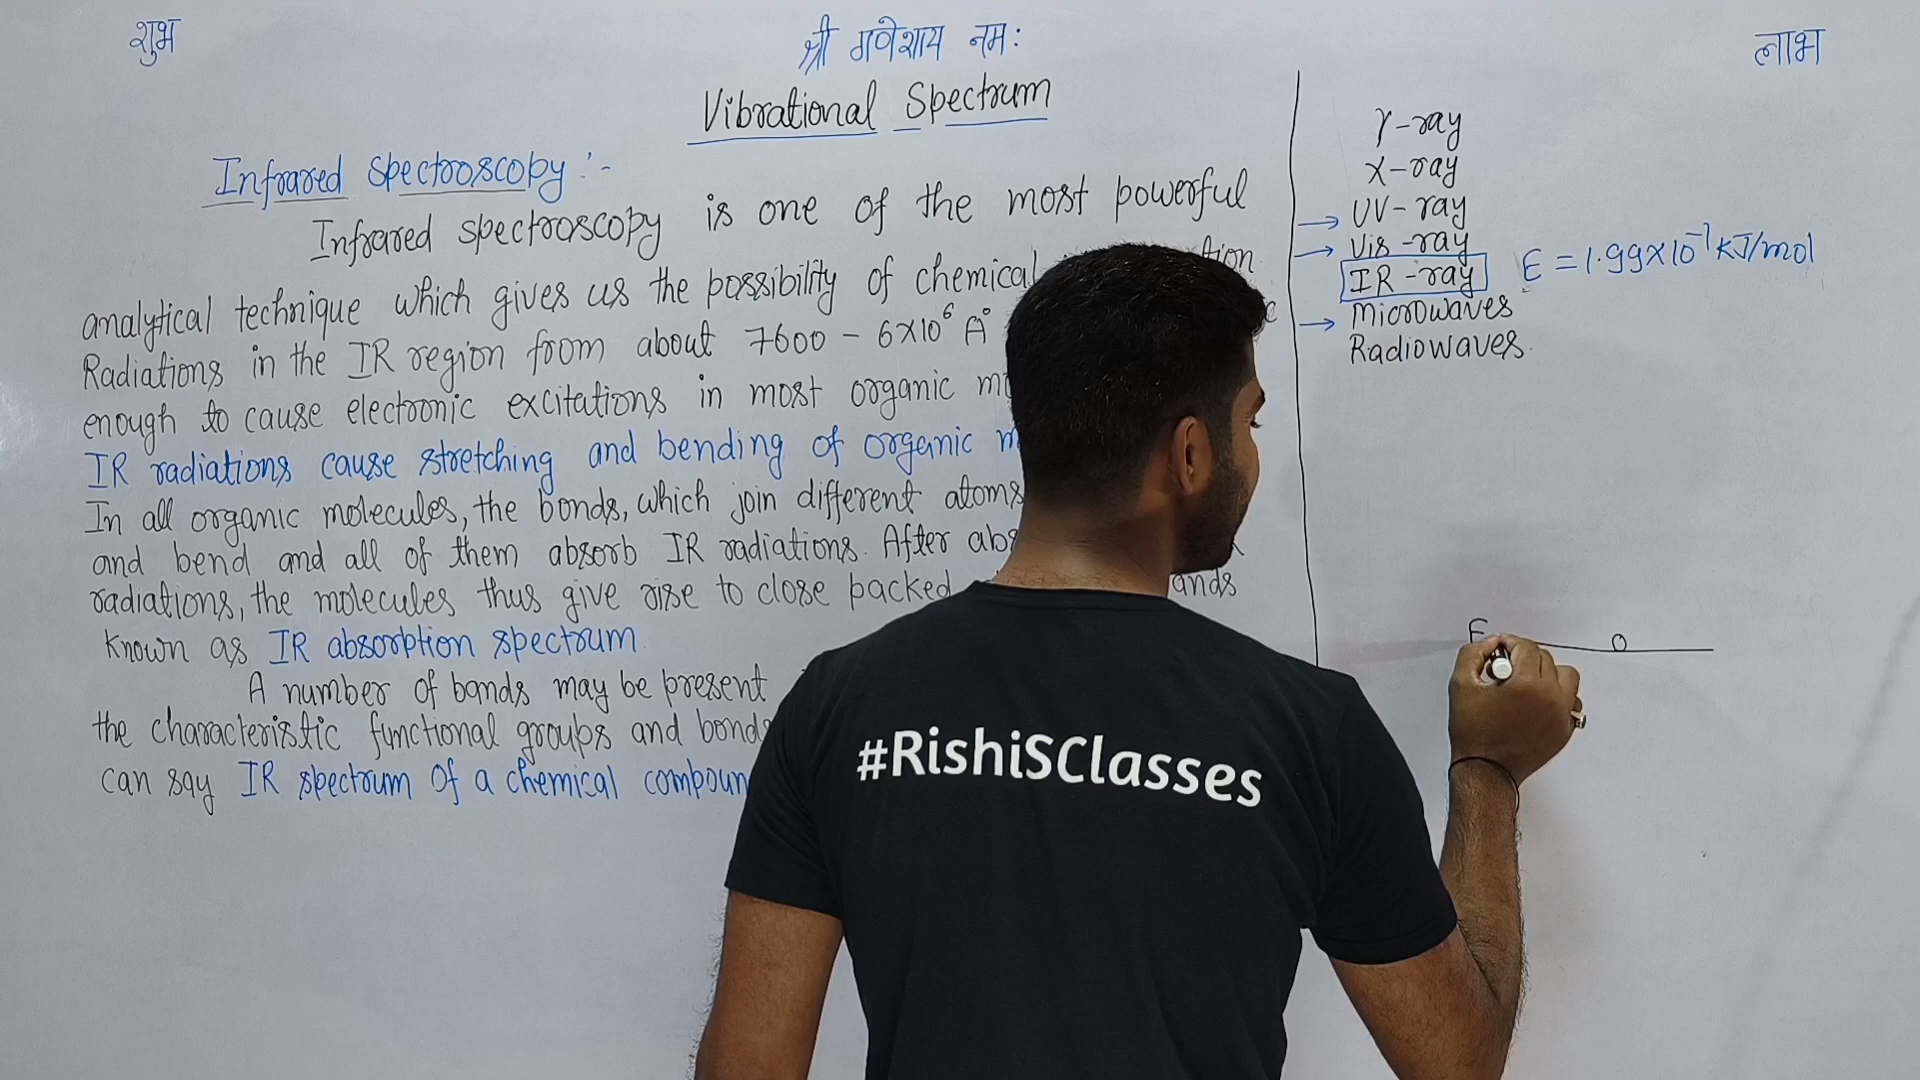 शुभ
श्री गणेशाय नमः
लाभ
Vibrational Spectrum
Infrared Spectroscopy :-
Infrared spectroscopy is one of the most powerful
analytical technique which gives us the possibility of chemical
Radiations in the IR region from about 7600 - 6×10⁶ A°
enough to cause electronic excitations in most organic
IR radiations cause stretching and bending of organic
In all organic molecules, the bonds, which join different atoms
and bend and all of them absorb IR radiations. After
radiations, the molecules thus give rise to close packed
known as IR absorption spectrum.
A number of bands may be present
the characteristic functional groups and bonds
can say IR spectrum of a chemical
γ-ray
X-ray
→ UV-ray
→ Vis-ray
IR-ray E = 1.99×10⁻¹ KJ/mol
→ Microwaves
Radiowaves.
E 0
#RishiSClasses